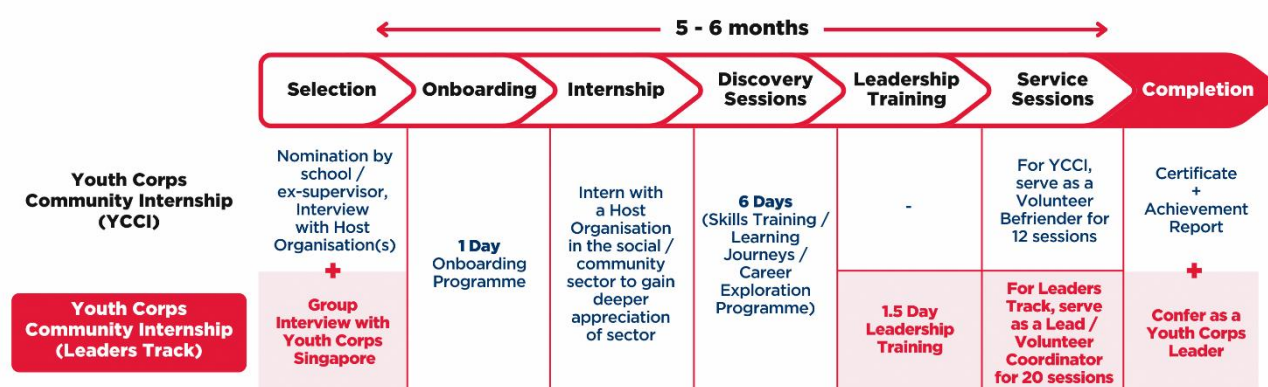 5 - 6 months
Selection
Onboarding
Internship
Discovery
Sessions
Leadership
Training
Service
Sessions
Completion
Youth Corps
Community Internship
(YCCI)
Nomination by
school /
ex-supervisor,
Interview
with Host
Organisation(s)
+
1 Day
Onboarding
Programme
Intern with
a Host
Organisation
in the social /
community
sector to gain
deeper
appreciation
of sector
6 Days
(Skills Training /
Learning
Journeys /
Career
Exploration
Programme)
-
For YCCI,
serve as a
Volunteer
Befriender for
12 sessions
Certificate
+
Achievement
Report
+
Youth Corps
Community Internship
(Leaders Track)
Group
Interview with
Youth Corps
Singapore
1.5 Day
Leadership
Training
For Leaders
Track, serve
as a Lead /
Volunteer
Coordinator
for 20 sessions
Confer as a
Youth Corps
Leader